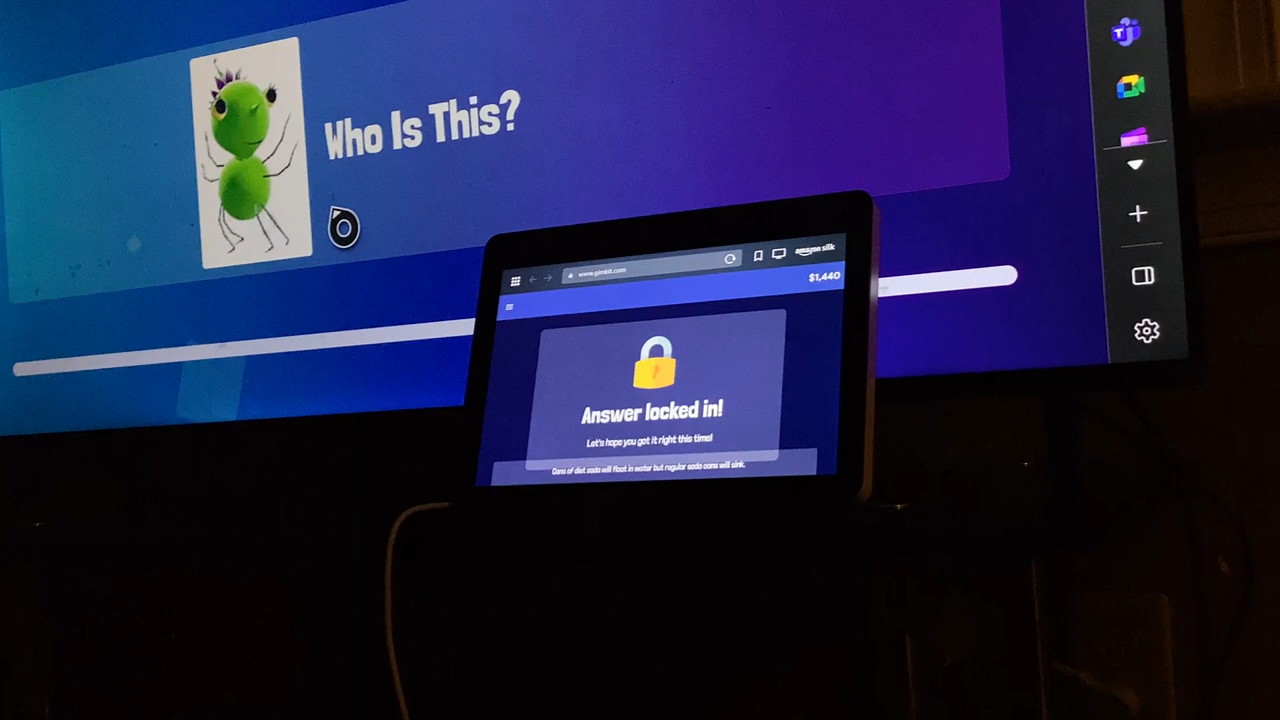 Who Is This?
T
www.gimkit.com
amazon silk
$1,440
Answer locked in!
Let's hope you got it right this time!
Cans of diet soda will float in water but regular soda cans will sink.